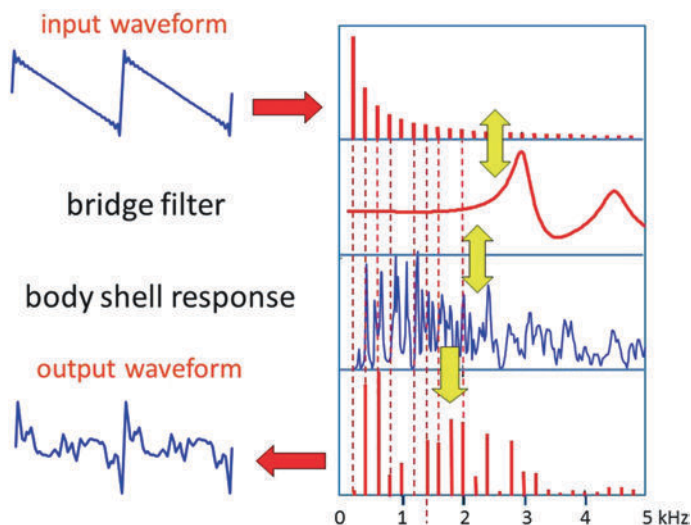 input waveform
bridge filter
body shell response
output waveform
0 1 2 3 4 5 kHz